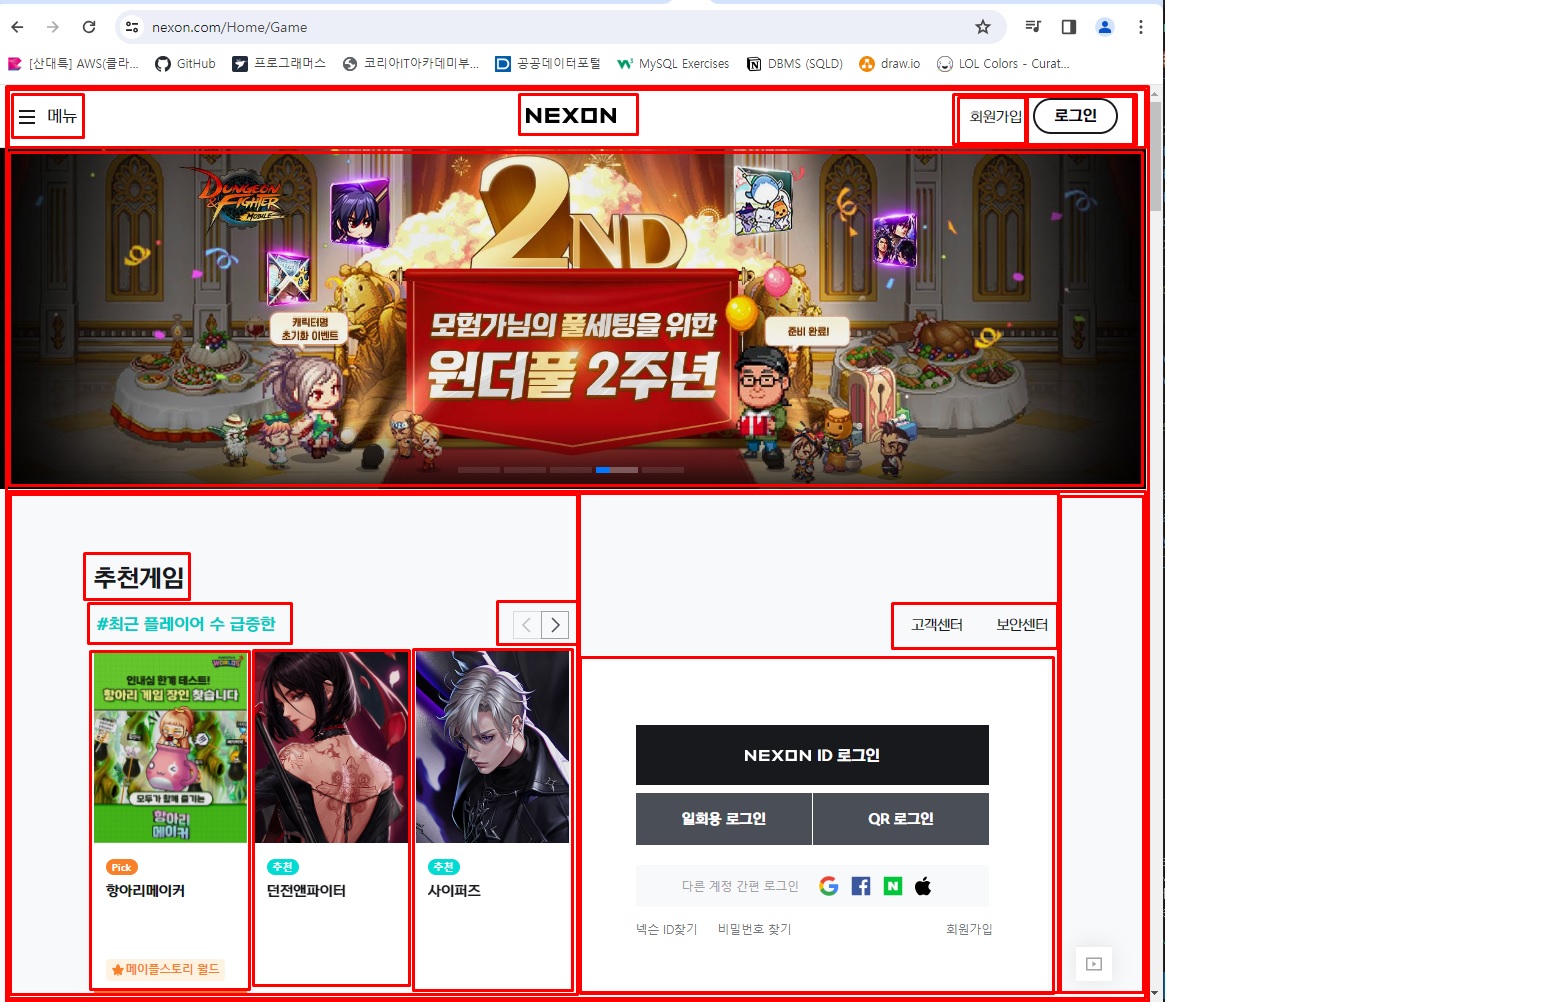 nexon.com/Home/Game
[산대특] AWS(클라...
GitHub
프로그래머스
코리아IT아카데미부...
공공데이터포털
MySQL Exercises
DBMS (SQLD)
draw.io
LOL Colors - Curat...
메뉴
NEXON
회원가입
로그인
DUNGEON
& FIGHTER
MOBILE
2ND
캐릭터명
초기화 이벤트
모험가님의 풀세팅을 위한
원더풀 2주년
준비 완료!
추천게임
#최근 플레이어 수 급증한
고객센터
보안센터
WORLDS
인내심 한계 테스트!
항아리 게임 장인 찾습니다
모두가 함께 즐기는
항아리
메이커
Pick
항아리메이커
메이플스토리 월드
추천
던전앤파이터
추천
사이퍼즈
NEXON ID 로그인
일회용 로그인
QR 로그인
다른 계정 간편 로그인
넥슨 ID찾기
비밀번호 찾기
회원가입